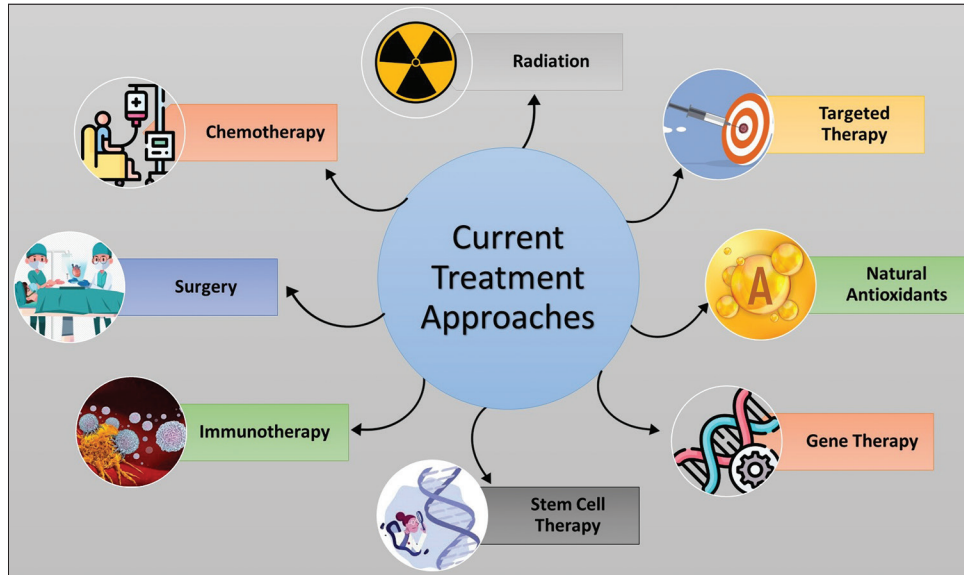 Radiation
Chemotherapy
Targeted
Therapy
Current
Treatment
Approaches
Surgery
A
Natural
Antioxidants
Immunotherapy
Gene Therapy
Stem Cell
Therapy